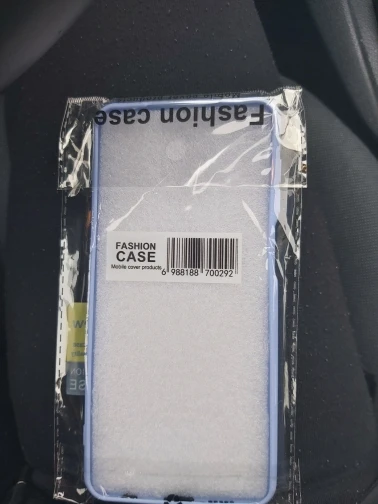 Fashion case
FASHION
CASE
Mobile cover products
6 988188 700292